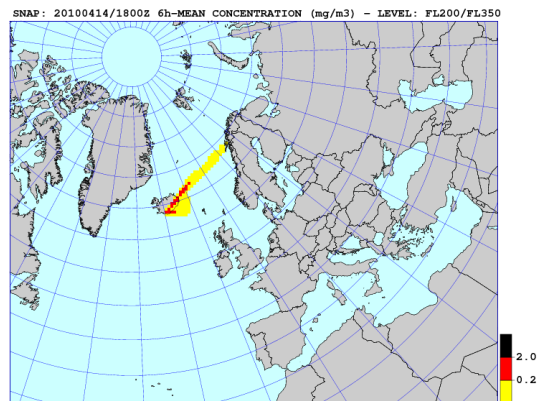 SNAP: 20100414/1800Z 6h-MEAN CONCENTRATION (mg/m3) - LEVEL: FL200/FL350
2.0
0.2